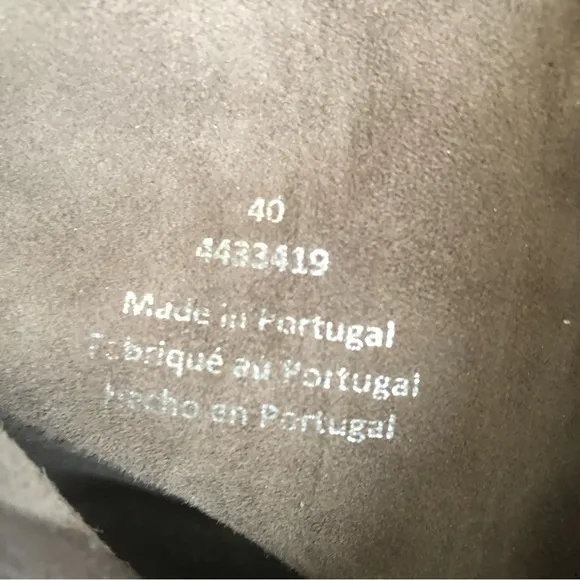 40
4433419
Made in Portugal
Fabriqué au Portugal
Hecho en Portugal